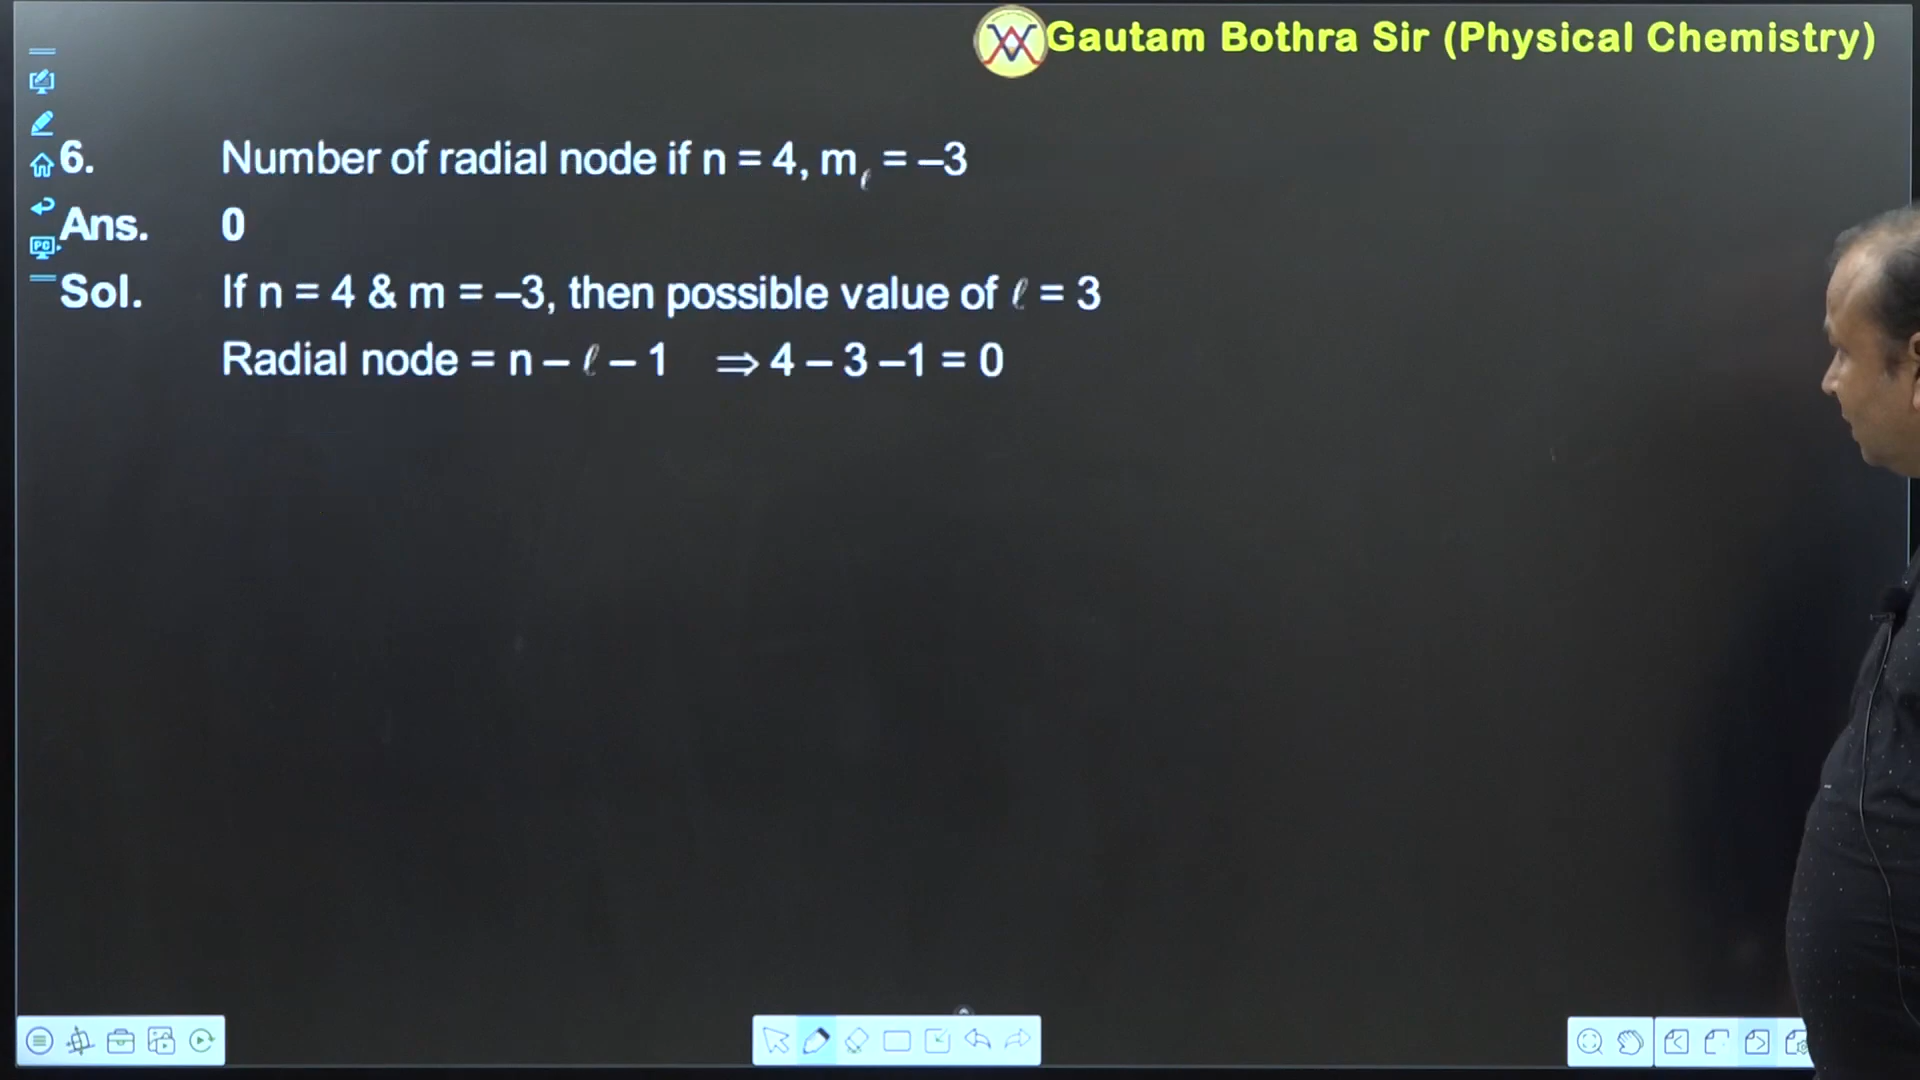 Gautam Bothra Sir (Physical Chemistry)
6. Number of radial node if n = 4, mℓ = –3
Ans. 0
Sol. If n = 4 & m = –3, then possible value of ℓ = 3
Radial node = n – ℓ – 1 ⇒ 4 – 3 –1 = 0
PC